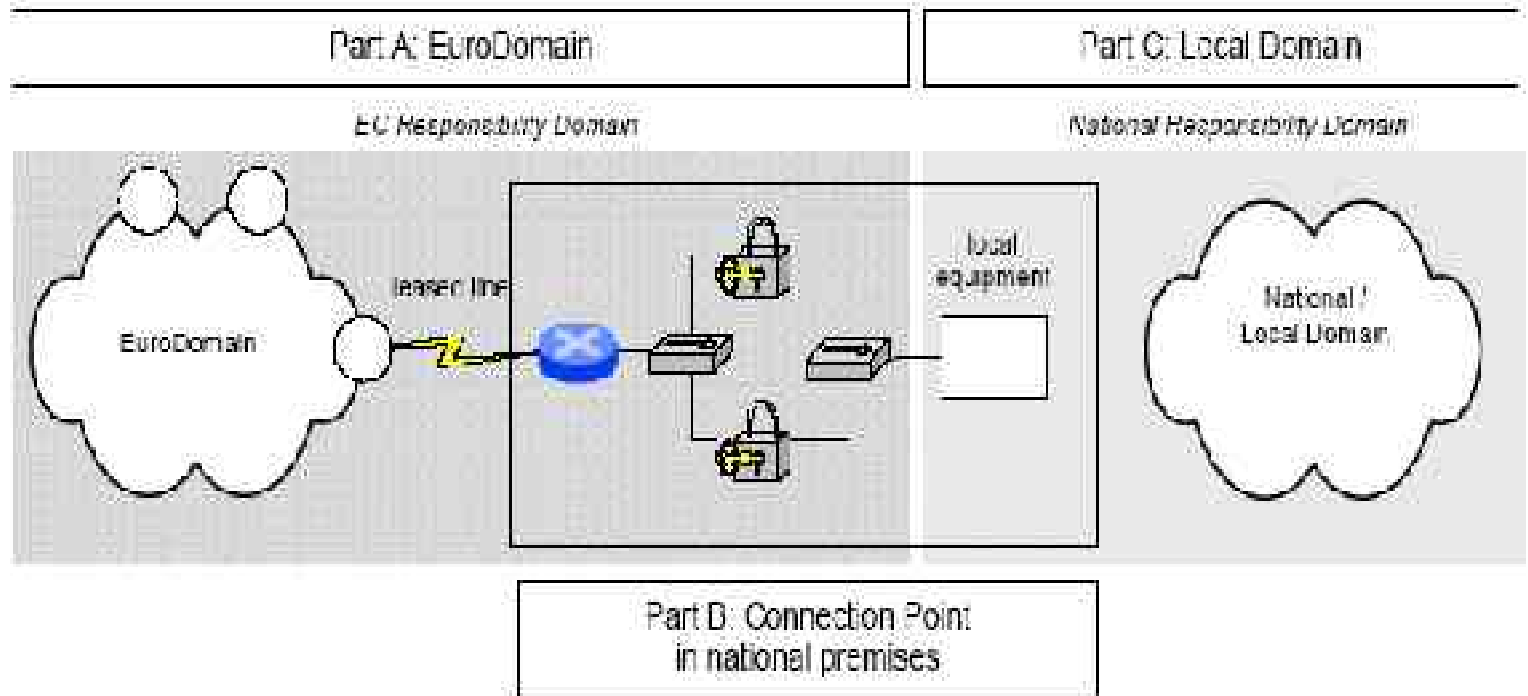 Part A: EuroDomain
Part C: Local Domain
EC Responsibility Domain
National Responsibility Domain
EuroDomain
leased line
local
equipment
National /
Local Domain
Part B: Connection Point
in national premises